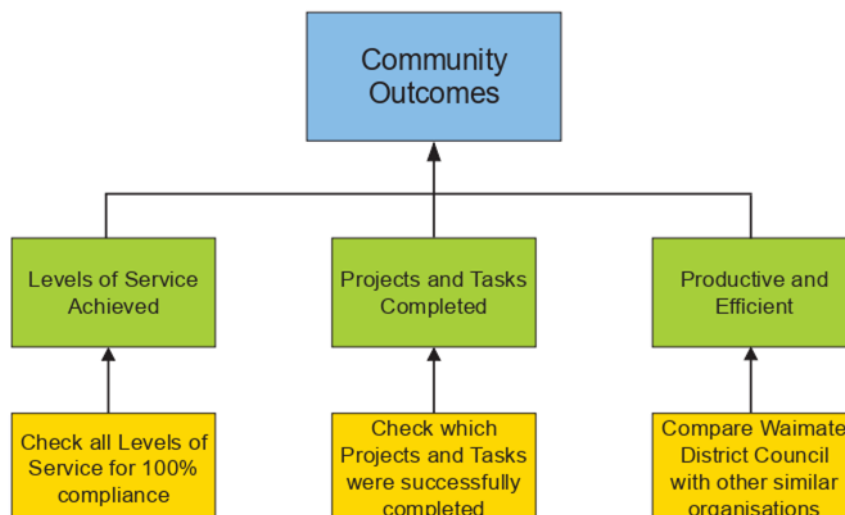 Community
Outcomes
Levels of Service
Achieved
Projects and Tasks
Completed
Productive and
Efficient
Check all Levels of
Service for 100%
compliance
Check which
Projects and Tasks
were successfully
completed
Compare Waimate
District Council
with other similar
organisations